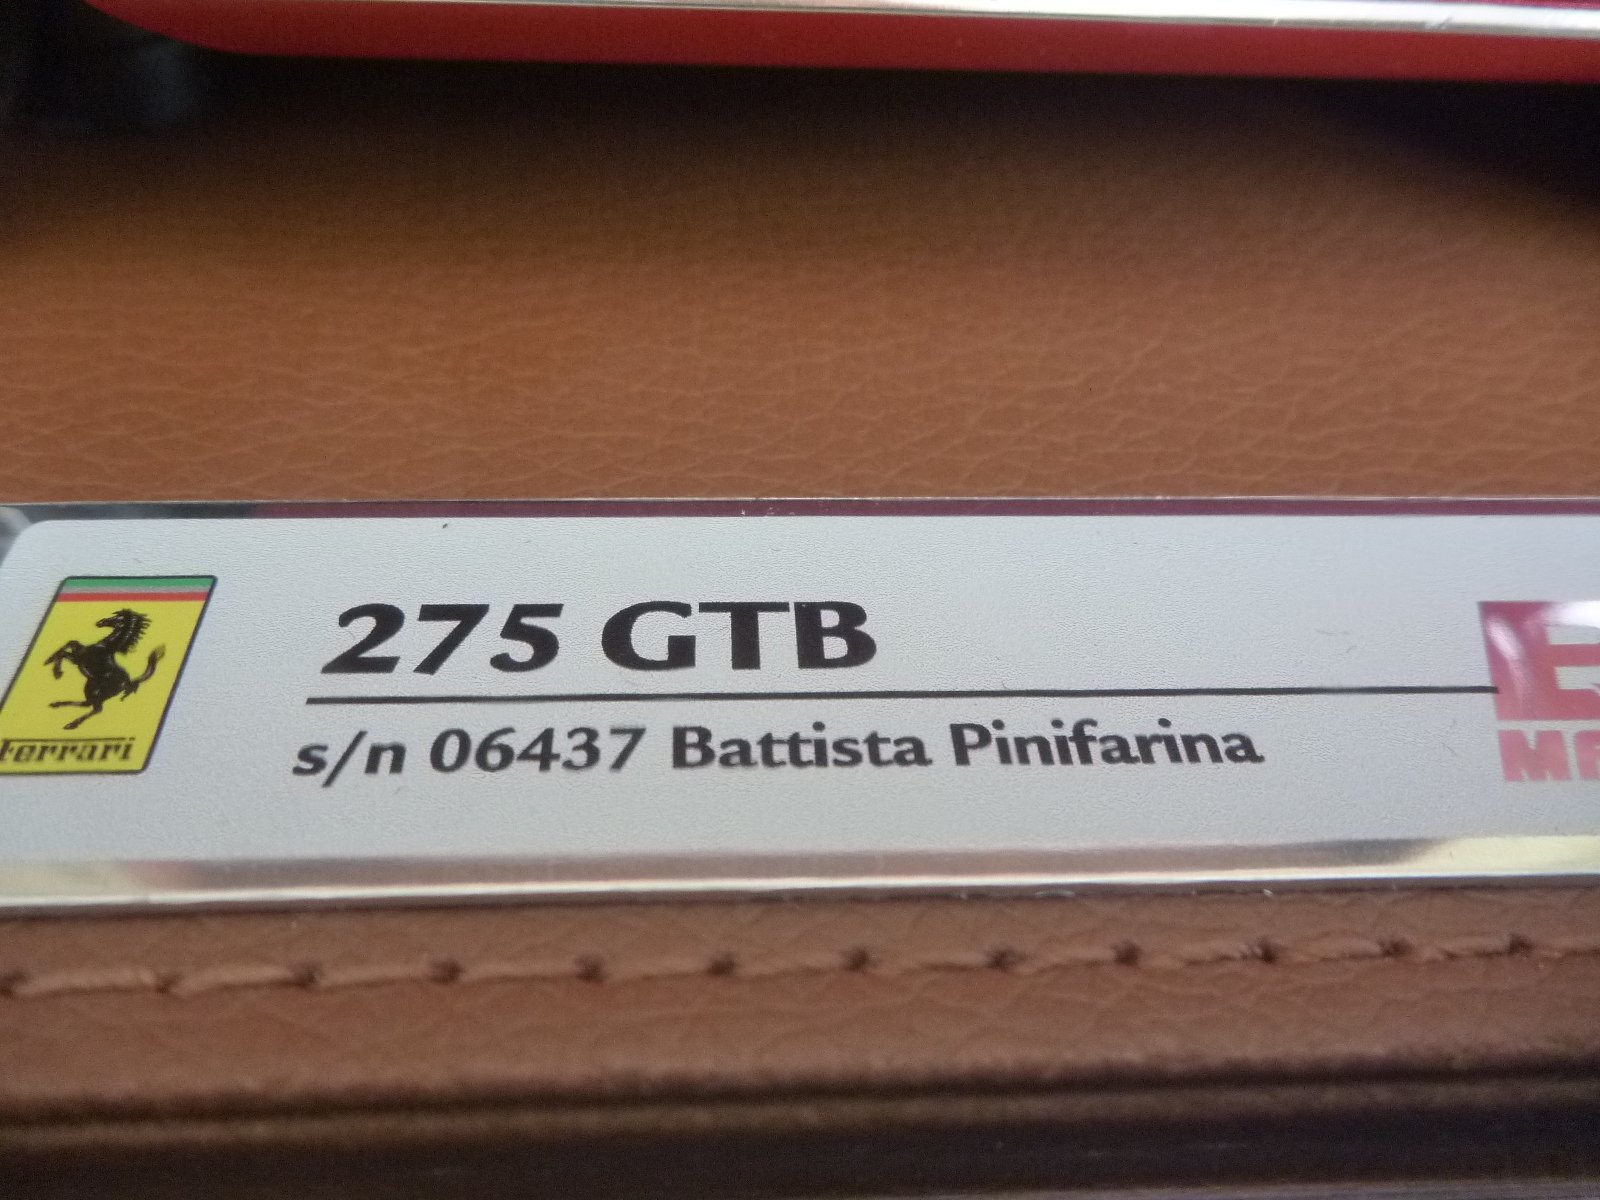 275 GTB
s/n 06437 Battista Pinifarina
Ferrari